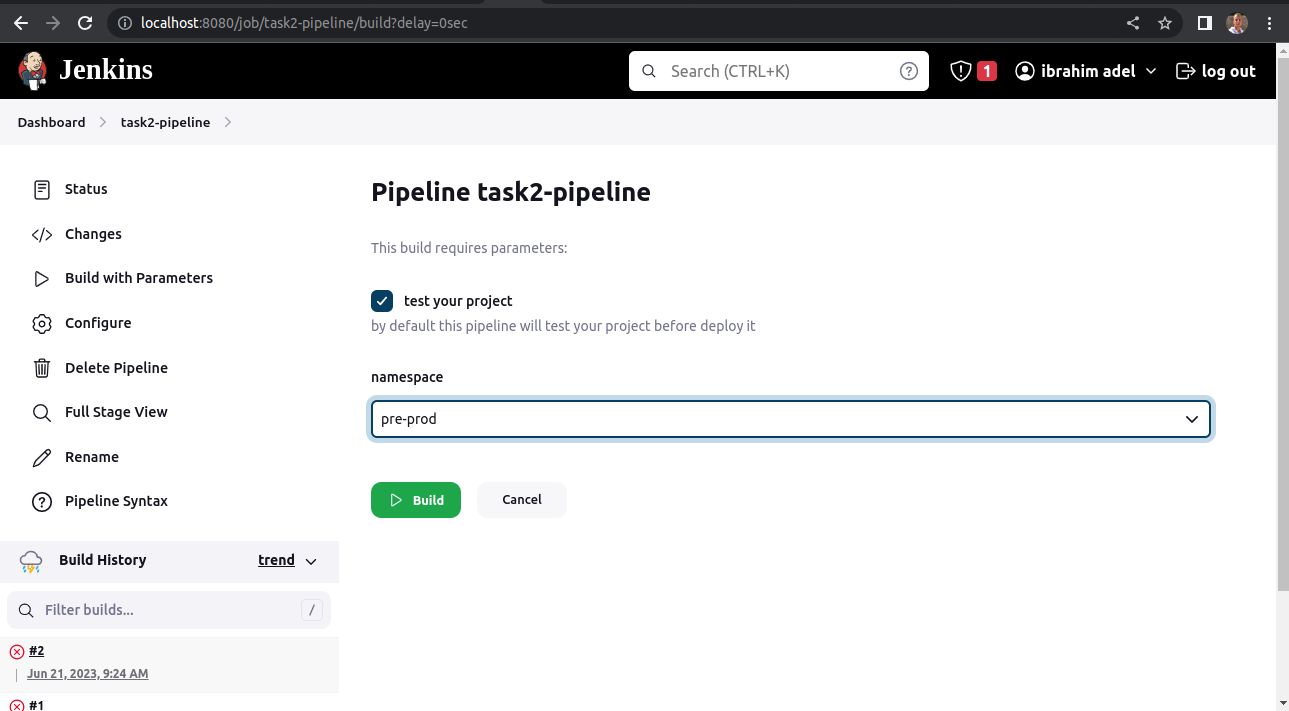 localhost:8080/job/task2-pipeline/build?delay=0sec
Jenkins
Search (CTRL+K)
?
1
ibrahim adel
log out
Dashboard
task2-pipeline
Status
Changes
Build with Parameters
Configure
Delete Pipeline
Full Stage View
Rename
Pipeline Syntax
Build History
trend
Filter builds...
/
#2
Jun 21, 2023, 9:24 AM
#1
Pipeline task2-pipeline
This build requires parameters:
test your project
by default this pipeline will test your project before deploy it
namespace
pre-prod
Build
Cancel